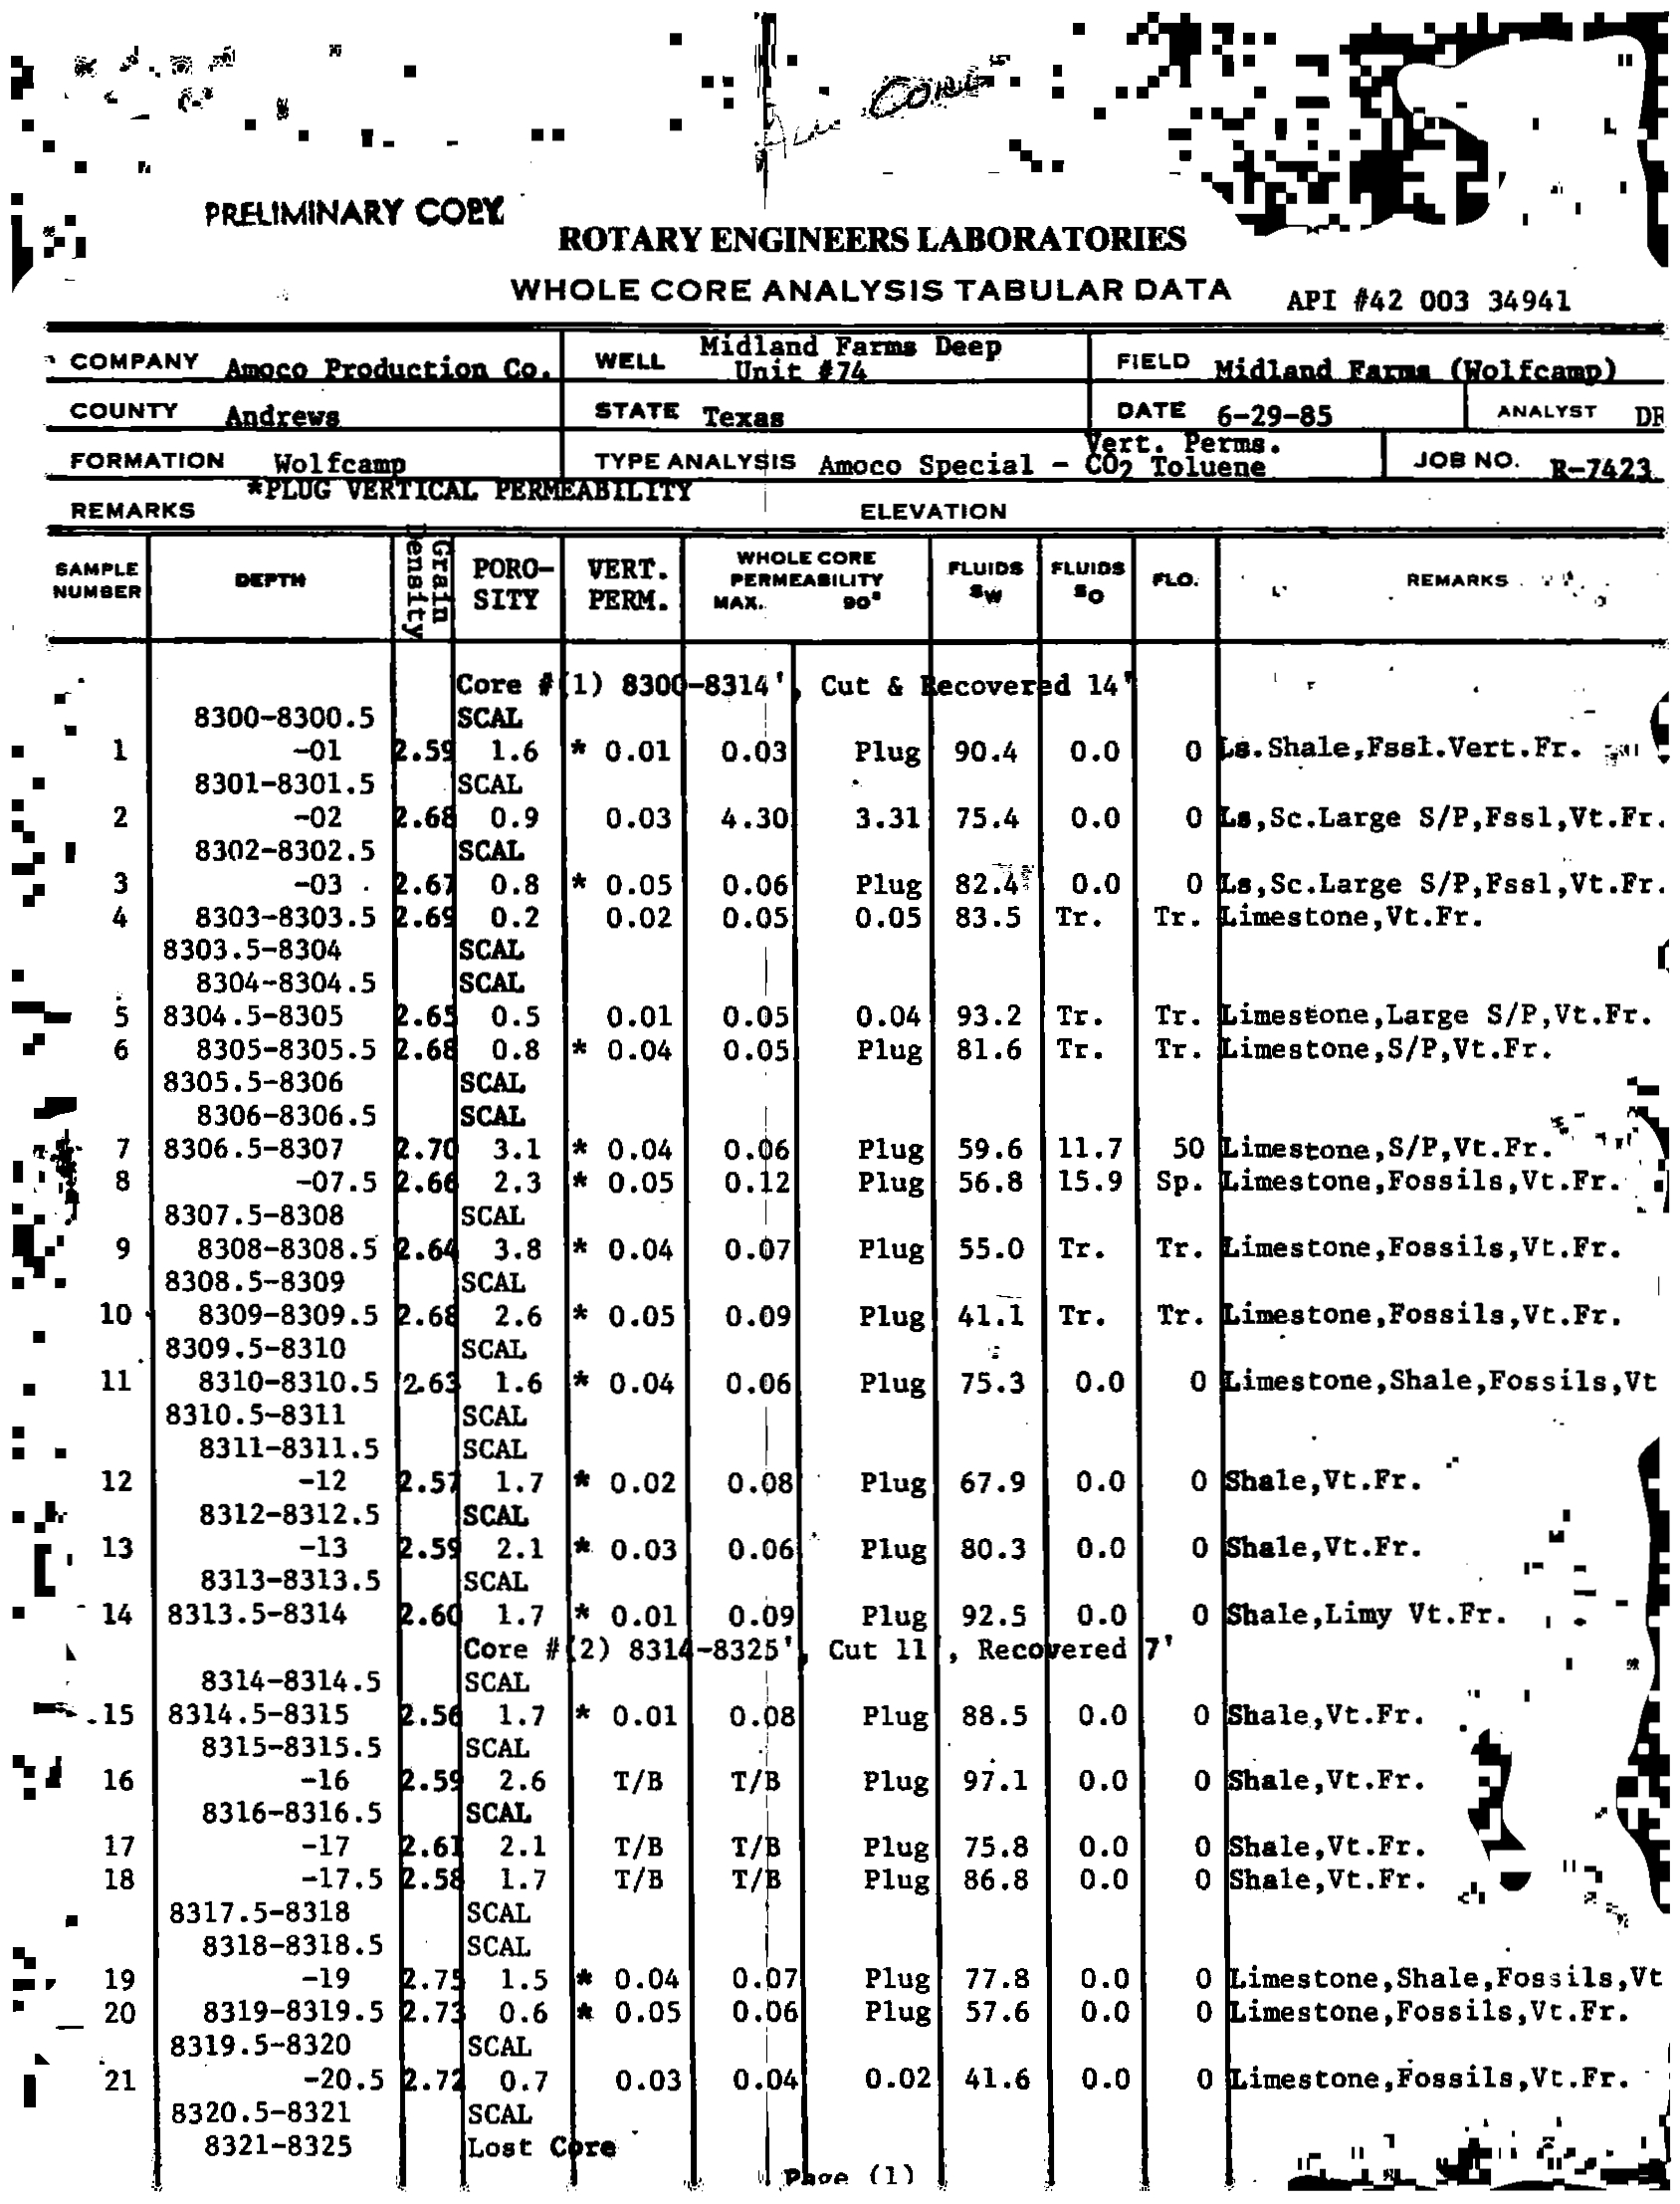 Core
PRELIMINARY COPY
ROTARY ENGINEERS LABORATORIES
WHOLE CORE ANALYSIS TABULAR DATA API #42 003 34941
COMPANY Amoco Production Co. WELL Midland Farms Deep Unit #74 FIELD Midland Farms (Wolfcamp)
COUNTY Andrews STATE Texas DATE 6-29-85 ANALYST DF
FORMATION Wolfcamp TYPE ANALYSIS Amoco Special - Vert. Perms. CO2 Toluene JOB NO. R-7423
*PLUG VERTICAL PERMEABILITY
REMARKS ELEVATION
SAMPLE NUMBER DEPTH Grain Density PORO-SITY VERT. PERM. WHOLE CORE PERMEABILITY MAX. 90° FLUIDS SW FLUIDS SO FLO. REMARKS
Core #(1) 8300-8314', Cut & Recovered 14'
8300-8300.5 SCAL
1 -01 2.59 1.6 * 0.01 0.03 Plug 90.4 0.0 0 Ls.Shale,Fssl.Vert.Fr.
8301-8301.5 SCAL
2 -02 2.68 0.9 0.03 4.30 3.31 75.4 0.0 0 Ls,Sc.Large S/P,Fssl,Vt.Fr.
8302-8302.5 SCAL
3 -03 2.67 0.8 * 0.05 0.06 Plug 82.4 0.0 0 Ls,Sc.Large S/P,Fssl,Vt.Fr.
4 8303-8303.5 2.69 0.2 0.02 0.05 0.05 83.5 Tr. Tr. Limestone,Vt.Fr.
8303.5-8304 SCAL
8304-8304.5 SCAL
5 8304.5-8305 2.65 0.5 0.01 0.05 0.04 93.2 Tr. Tr. Limestone,Large S/P,Vt.Fr.
6 8305-8305.5 2.68 0.8 * 0.04 0.05 Plug 81.6 Tr. Tr. Limestone,S/P,Vt.Fr.
8305.5-8306 SCAL
8306-8306.5 SCAL
7 8306.5-8307 2.70 3.1 * 0.04 0.06 Plug 59.6 11.7 50 Limestone,S/P,Vt.Fr.
8 -07.5 2.66 2.3 * 0.05 0.12 Plug 56.8 15.9 Sp. Limestone,Fossils,Vt.Fr.
8307.5-8308 SCAL
9 8308-8308.5 2.64 3.8 * 0.04 0.07 Plug 55.0 Tr. Tr. Limestone,Fossils,Vt.Fr.
8308.5-8309 SCAL
10 8309-8309.5 2.68 2.6 * 0.05 0.09 Plug 41.1 Tr. Tr. Limestone,Fossils,Vt.Fr.
8309.5-8310 SCAL
11 8310-8310.5 2.63 1.6 * 0.04 0.06 Plug 75.3 0.0 0 Limestone,Shale,Fossils,Vt
8310.5-8311 SCAL
8311-8311.5 SCAL
12 -12 2.57 1.7 * 0.02 0.08 Plug 67.9 0.0 0 Shale,Vt.Fr.
8312-8312.5 SCAL
13 -13 2.59 2.1 * 0.03 0.06 Plug 80.3 0.0 0 Shale,Vt.Fr.
8313-8313.5 SCAL
14 8313.5-8314 2.60 1.7 * 0.01 0.09 Plug 92.5 0.0 0 Shale,Limy Vt.Fr.
Core #(2) 8314-8325', Cut 11', Recovered 7'
8314-8314.5 SCAL
15 8314.5-8315 2.56 1.7 * 0.01 0.08 Plug 88.5 0.0 0 Shale,Vt.Fr.
8315-8315.5 SCAL
16 -16 2.59 2.6 T/B T/B Plug 97.1 0.0 0 Shale,Vt.Fr.
8316-8316.5 SCAL
17 -17 2.61 2.1 T/B T/B Plug 75.8 0.0 0 Shale,Vt.Fr.
18 -17.5 2.58 1.7 T/B T/B Plug 86.8 0.0 0 Shale,Vt.Fr.
8317.5-8318 SCAL
8318-8318.5 SCAL
19 -19 2.75 1.5 * 0.04 0.07 Plug 77.8 0.0 0 Limestone,Shale,Fossils,Vt
20 8319-8319.5 2.73 0.6 * 0.05 0.06 Plug 57.6 0.0 0 Limestone,Fossils,Vt.Fr.
8319.5-8320 SCAL
21 -20.5 2.72 0.7 0.03 0.04 0.02 41.6 0.0 0 Limestone,Fossils,Vt.Fr.
8320.5-8321 SCAL
8321-8325 Lost Core
Page (1)